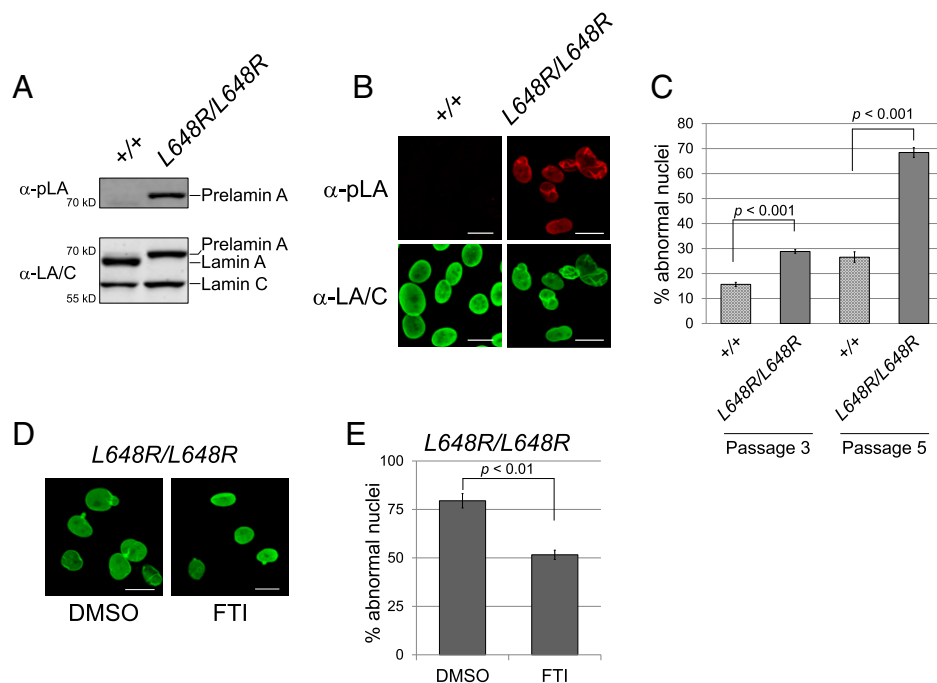 A
+/+
L648R/L648R
α-pLA
70 kD
Prelamin A
70 kD
Prelamin A
Lamin A
α-LA/C
Lamin C
55 kD
B
+/+
L648R/L648R
α-pLA
α-LA/C
C
% abnormal nuclei
80
70
60
50
40
30
20
10
0
p < 0.001
p < 0.001
+/+
L648R/L648R
+/+
L648R/L648R
Passage 3
Passage 5
D
L648R/L648R
DMSO
FTI
E
L648R/L648R
% abnormal nuclei
100
75
50
25
0
p < 0.01
DMSO
FTI